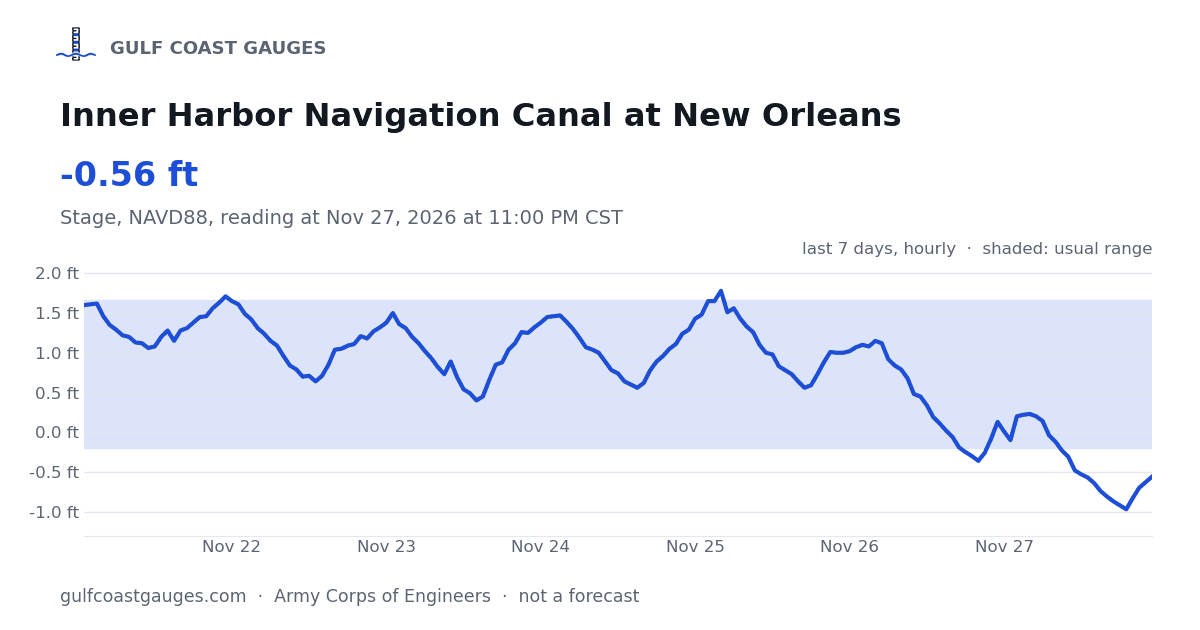 GULF COAST GAUGES
Inner Harbor Navigation Canal at New Orleans
-0.56 ft
Stage, NAVD88, reading at Nov 27, 2026 at 11:00 PM CST
last 7 days, hourly · shaded: usual range
2.0 ft
1.5 ft
1.0 ft
0.5 ft
0.0 ft
-0.5 ft
-1.0 ft
Nov 22 Nov 23 Nov 24 Nov 25 Nov 26 Nov 27
gulfcoastgauges.com · Army Corps of Engineers · not a forecast